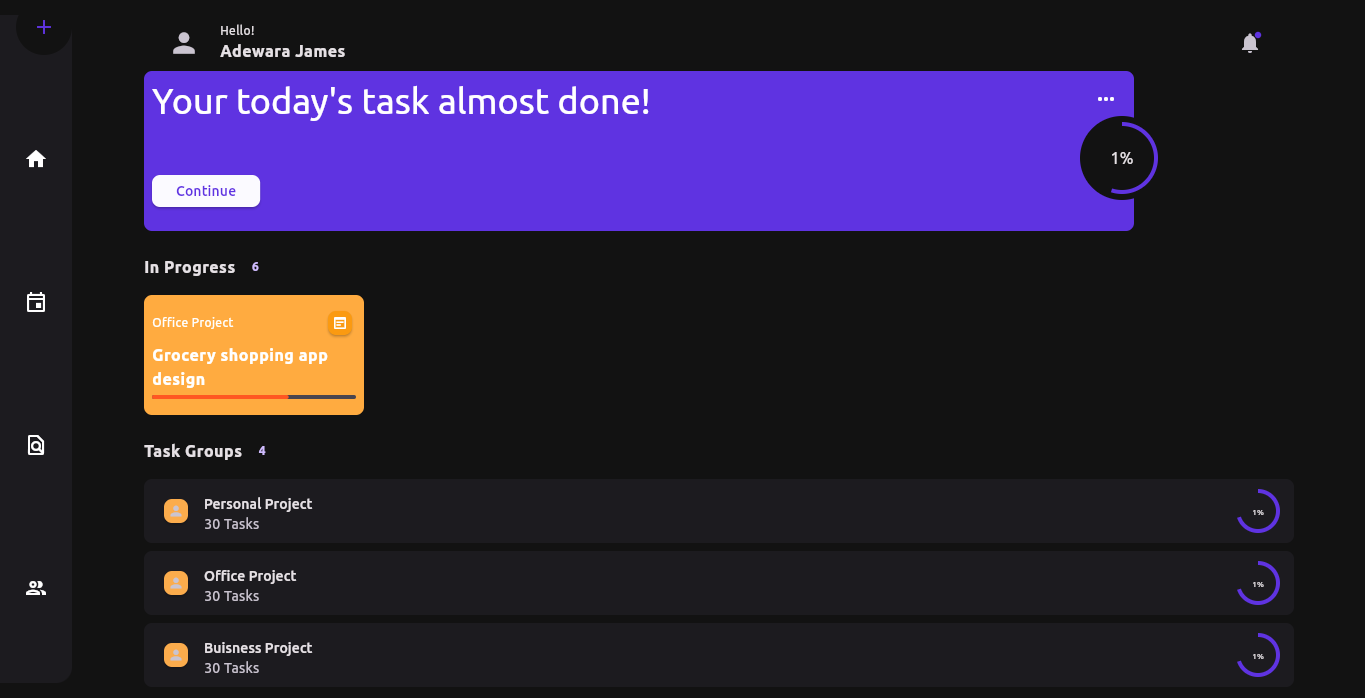 Hello!
Adewara James
Your today's task almost done!
1%
Continue
In Progress 6
Office Project
Grocery shopping app
design
Task Groups 4
Personal Project
30 Tasks
1%
Office Project
30 Tasks
1%
Buisness Project
30 Tasks
1%